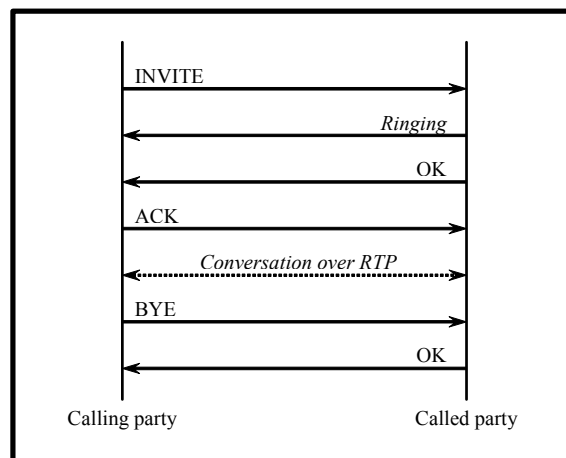 INVITE
Ringing
OK
ACK
Conversation over RTP
BYE
OK
Calling party
Called party